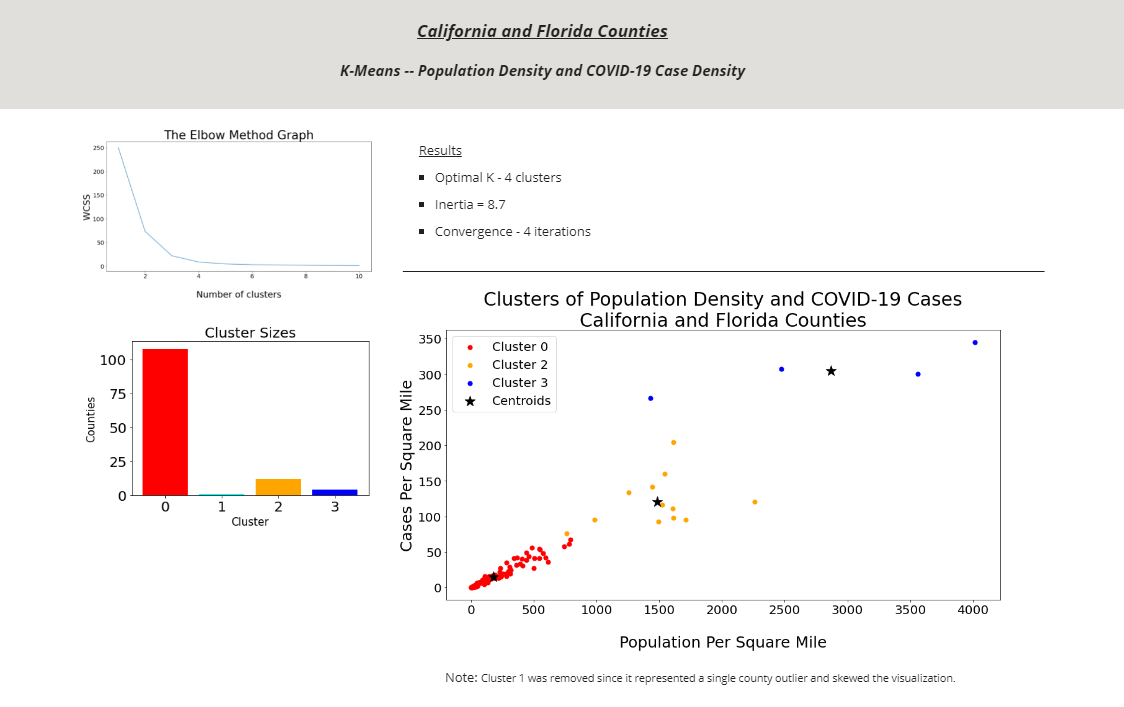 California and Florida Counties
K-Means -- Population Density and COVID-19 Case Density
The Elbow Method Graph
250
200
150
100
50
0
WCSS
2 4 6 8 10
Number of clusters
Results
Optimal K - 4 clusters
Inertia = 8.7
Convergence - 4 iterations
Cluster Sizes
100
75
50
25
0
Counties
0 1 2 3
Cluster
Clusters of Population Density and COVID-19 Cases
California and Florida Counties
Cluster 0
Cluster 2
Cluster 3
Centroids
350
300
250
200
150
100
50
0
Cases Per Square Mile
0 500 1000 1500 2000 2500 3000 3500 4000
Population Per Square Mile
Note: Cluster 1 was removed since it represented a single county outlier and skewed the visualization.